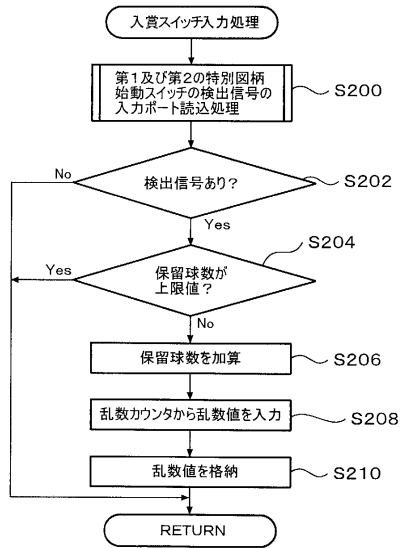 入賞スイッチ入力処理
第1及び第2の特別図柄
始動スイッチの検出信号の
入力ポート読込処理
S200
No
検出信号あり?
S202
Yes
S204
Yes
保留球数が
上限値?
No
保留球数を加算
S206
乱数カウンタから乱数値を入力
S208
乱数値を格納
S210
RETURN